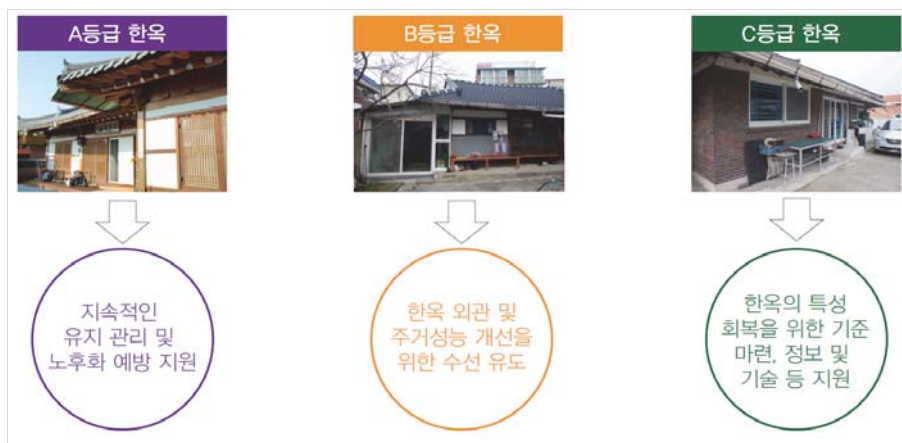 A등급 한옥
B등급 한옥
C등급 한옥
지속적인
유지 관리 및
노후화 예방 지원
한옥 외관 및
주거성능 개선을
위한 수선 유도
한옥의 특성
회복을 위한 기준
마련, 정보 및
기술 등 지원